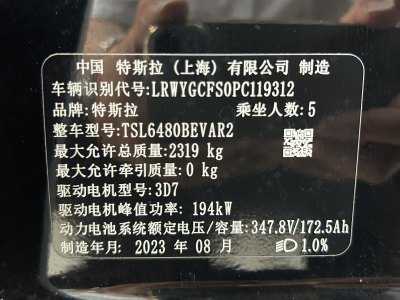 中国 特斯拉 (上海) 有限公司 制造
车辆识别代号:LRWYGCFS0PC119312
品牌:特斯拉 乘坐人数:5
整车型号:TSL6480BEVAR2
最大允许总质量:2319 kg
最大允许牵引质量:0 kg
驱动电机型号:3D7
驱动电机峰值功率: 194kW
动力电池系统额定电压/容量:347.8V/172.5Ah
制造年月: 2023 年 08 月 1.0%